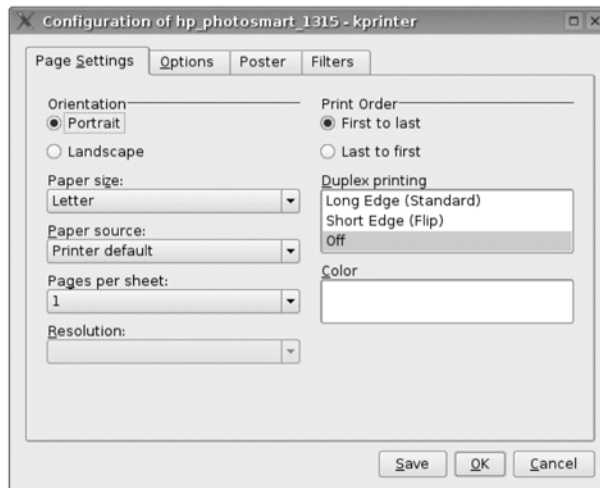 Configuration of hp_photosmart_1315 - kprinter
Page Settings
Options
Poster
Filters
Orientation
Portrait
Landscape
Paper size:
Letter
Paper source:
Printer default
Pages per sheet:
1
Resolution:
Print Order
First to last
Last to first
Duplex printing
Long Edge (Standard)
Short Edge (Flip)
Off
Color
Save
OK
Cancel